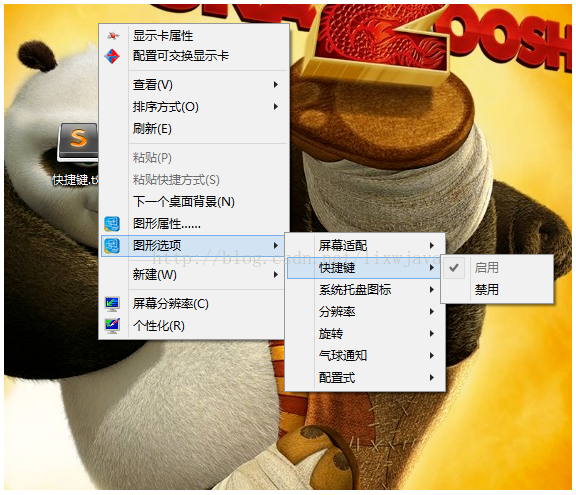 OOSH
显示卡属性
配置可交换显示卡
查看(V)
排序方式(O)
刷新(E)
快捷键.t
粘贴(P)
粘贴快捷方式(S)
下一个桌面背景(N)
图形属性......
图形选项
屏幕适配
http://blog.csdn.net/lixwjava
新建(W)
快捷键
启用
系统托盘图标
禁用
屏幕分辨率(C)
分辨率
个性化(R)
旋转
气球通知
配置式